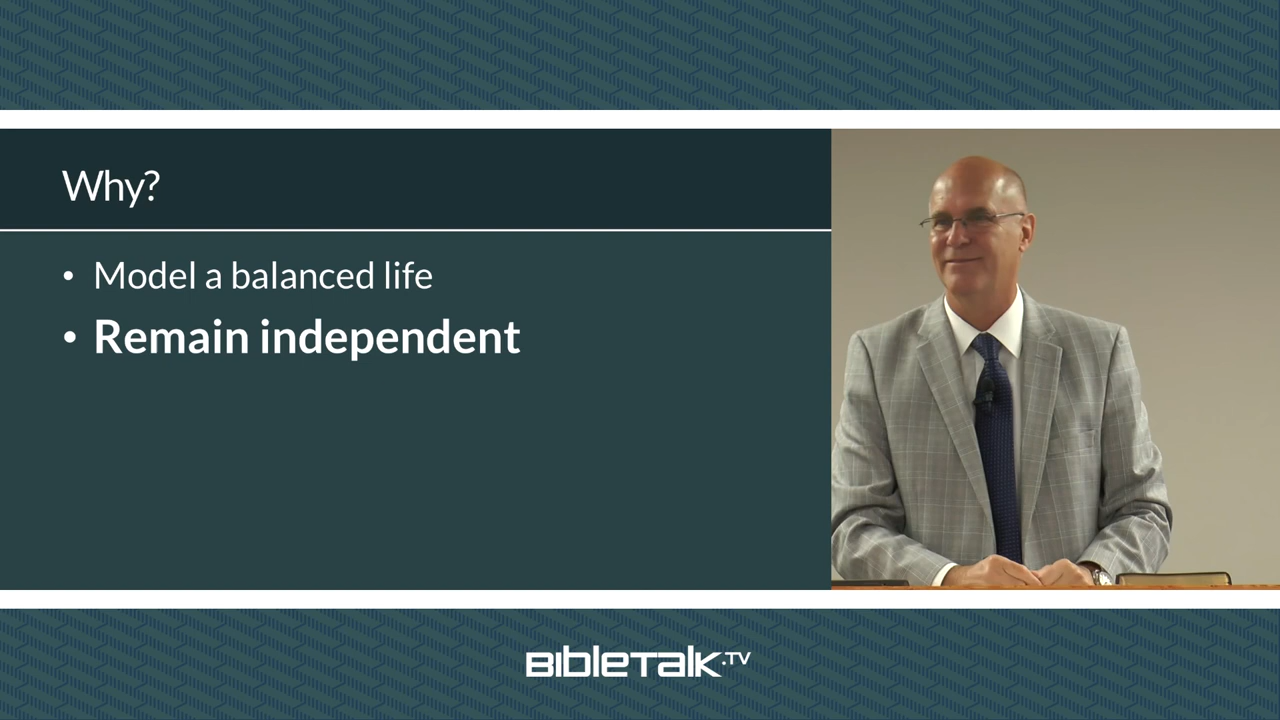 Why?
• Model a balanced life
• Remain independent
BibleTalk.TV